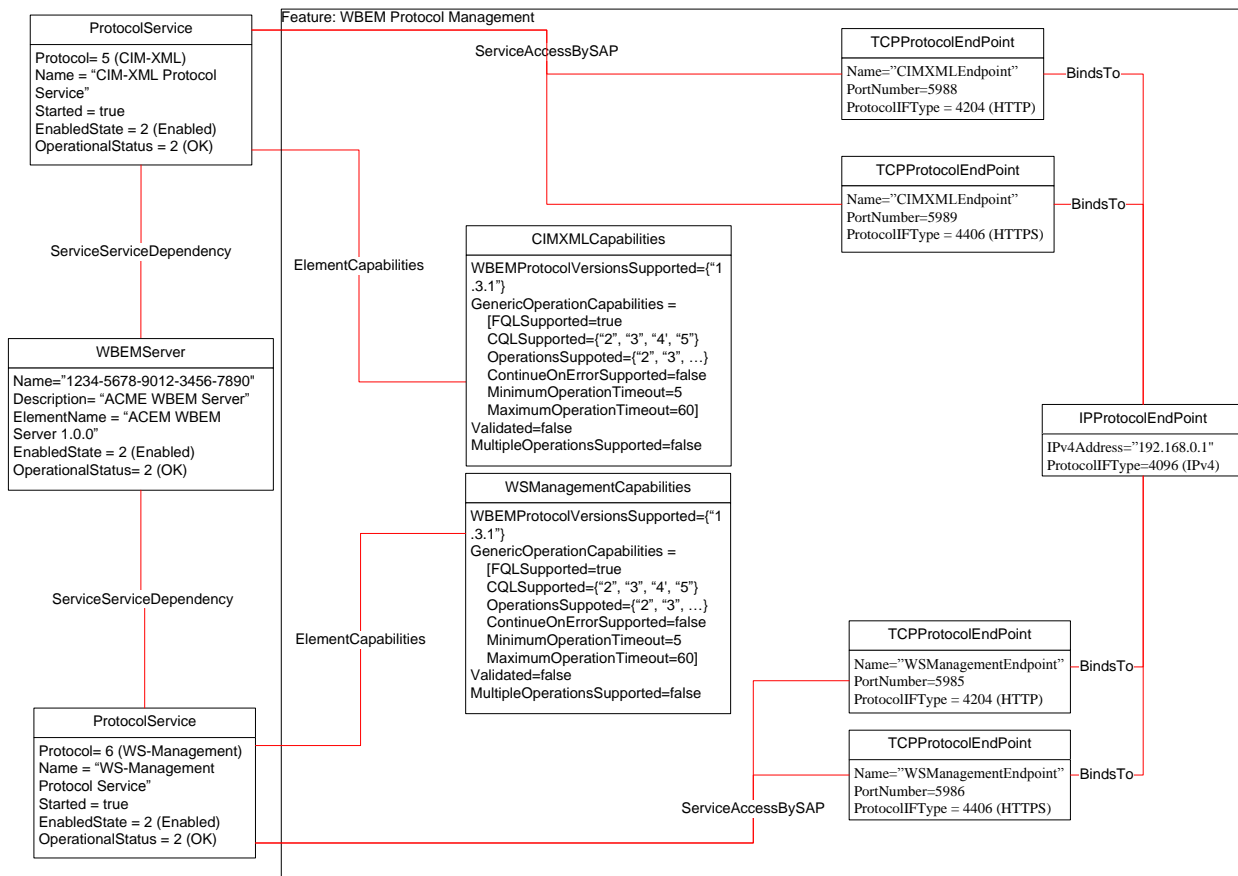 Feature: WBEM Protocol Management
ProtocolService
Protocol= 5 (CIM-XML)
Name = “CIM-XML Protocol
Service”
Started = true
EnabledState = 2 (Enabled)
OperationalStatus = 2 (OK)
ServiceAccessBySAP
TCPProtocolEndPoint
Name=”CIMXMLEndpoint”
PortNumber=5988
ProtocolIFType = 4204 (HTTP)
BindsTo
TCPProtocolEndPoint
Name=”CIMXMLEndpoint”
PortNumber=5989
ProtocolIFType = 4406 (HTTPS)
BindsTo
ServiceServiceDependency
ElementCapabilities
CIMXMLCapabilities
WBEMProtocolVersionsSupported={“1
.3.1”}
GenericOperationCapabilities =
[FQLSupported=true
CQLSupported={“2”, “3”, “4’, “5”}
OperationsSuppoted={“2”, “3”, …}
ContinueOnErrorSupported=false
MinimumOperationTimeout=5
MaximumOperationTimeout=60]
Validated=false
MultipleOperationsSupported=false
WBEMServer
Name="1234-5678-9012-3456-7890"
Description= “ACME WBEM Server”
ElementName = “ACEM WBEM
Server 1.0.0”
EnabledState = 2 (Enabled)
OperationalStatus= 2 (OK)
IPProtocolEndPoint
IPv4Address="192.168.0.1"
ProtocolIFType=4096 (IPv4)
WSManagementCapabilities
WBEMProtocolVersionsSupported={“1
.3.1”}
GenericOperationCapabilities =
[FQLSupported=true
CQLSupported={“2”, “3”, “4’, “5”}
OperationsSuppoted={“2”, “3”, …}
ContinueOnErrorSupported=false
MinimumOperationTimeout=5
MaximumOperationTimeout=60]
Validated=false
MultipleOperationsSupported=false
ServiceServiceDependency
ElementCapabilities
TCPProtocolEndPoint
Name=”WSManagementEndpoint”
PortNumber=5985
ProtocolIFType = 4204 (HTTP)
BindsTo
ProtocolService
Protocol= 6 (WS-Management)
Name = “WS-Management
Protocol Service”
Started = true
EnabledState = 2 (Enabled)
OperationalStatus = 2 (OK)
TCPProtocolEndPoint
Name=”WSManagementEndpoint”
PortNumber=5986
ProtocolIFType = 4406 (HTTPS)
BindsTo
ServiceAccessBySAP